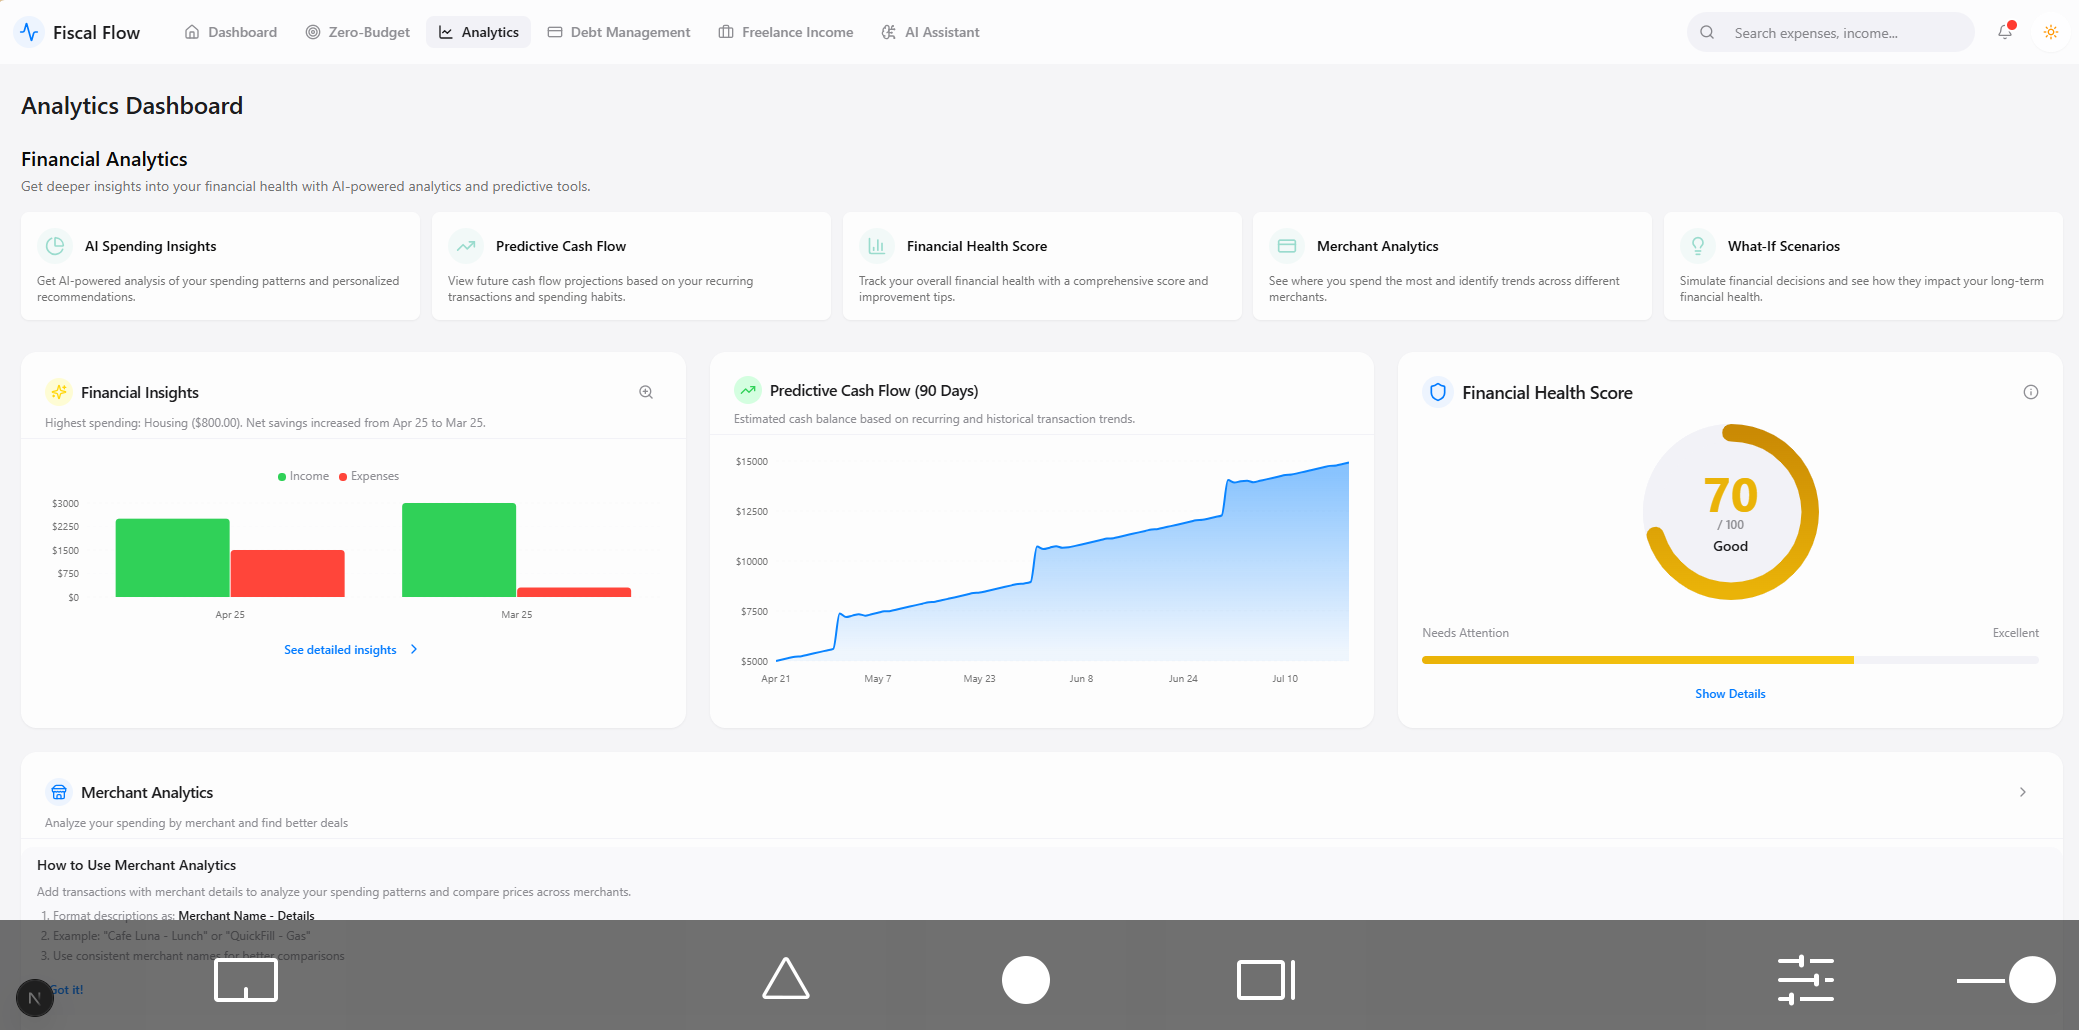 Fiscal Flow
Dashboard
Zero-Budget
Analytics
Debt Management
Freelance Income
AI Assistant
Search expenses, income...
Analytics Dashboard
Financial Analytics
Get deeper insights into your financial health with AI-powered analytics and predictive tools.
AI Spending Insights
Get AI-powered analysis of your spending patterns and personalized
recommendations.
Predictive Cash Flow
View future cash flow projections based on your recurring
transactions and spending habits.
Financial Health Score
Track your overall financial health with a comprehensive score and
improvement tips.
Merchant Analytics
See where you spend the most and identify trends across different
merchants.
What-If Scenarios
Simulate financial decisions and see how they impact your long-term
financial health.
Financial Insights
Highest spending: Housing ($800.00). Net savings increased from Apr 25 to Mar 25.
Income
Expenses
$3000
$2250
$1500
$750
$0
Apr 25
Mar 25
See detailed insights
Predictive Cash Flow (90 Days)
Estimated cash balance based on recurring and historical transaction trends.
$15000
$12500
$10000
$7500
$5000
Apr 21
May 7
May 23
Jun 8
Jun 24
Jul 10
Financial Health Score
70
/ 100
Good
Needs Attention
Excellent
Show Details
Merchant Analytics
Analyze your spending by merchant and find better deals
How to Use Merchant Analytics
Add transactions with merchant details to analyze your spending patterns and compare prices across merchants.
1. Format descriptions as: Merchant Name - Details
2. Example: "Cafe Luna - Lunch" or "QuickFill - Gas"
3. Use consistent merchant names for better comparisons
Got it!
N